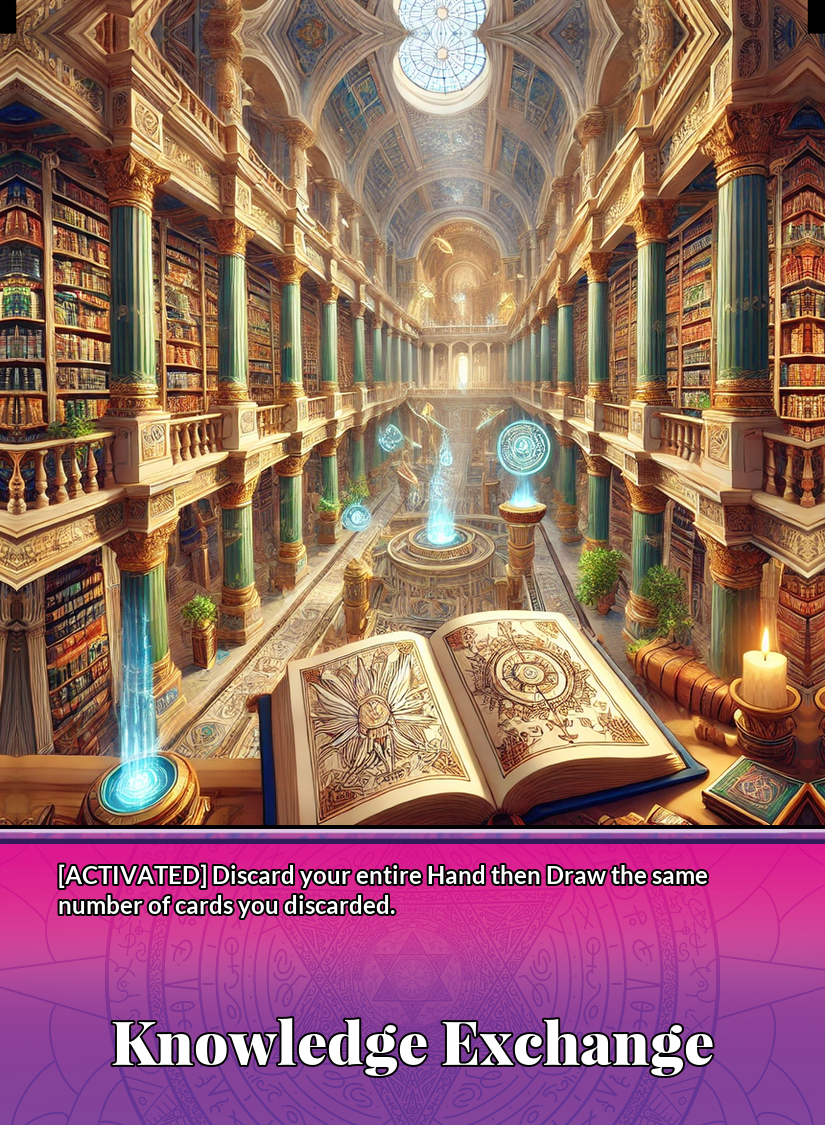 [ACTIVATED] Discard your entire Hand then Draw the same
number of cards you discarded.
Knowledge Exchange